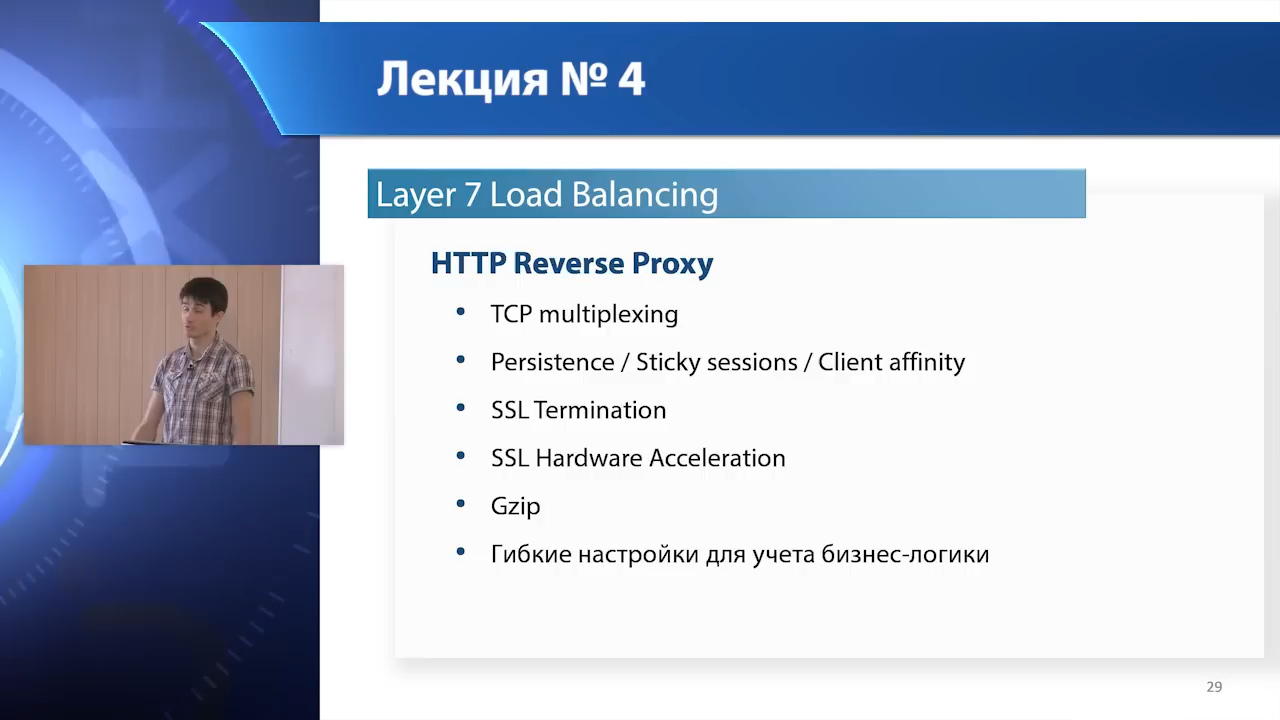 Лекция № 4
Layer 7 Load Balancing
HTTP Reverse Proxy
• TCP multiplexing
• Persistence / Sticky sessions / Client affinity
• SSL Termination
• SSL Hardware Acceleration
• Gzip
• Гибкие настройки для учета бизнес-логики
29